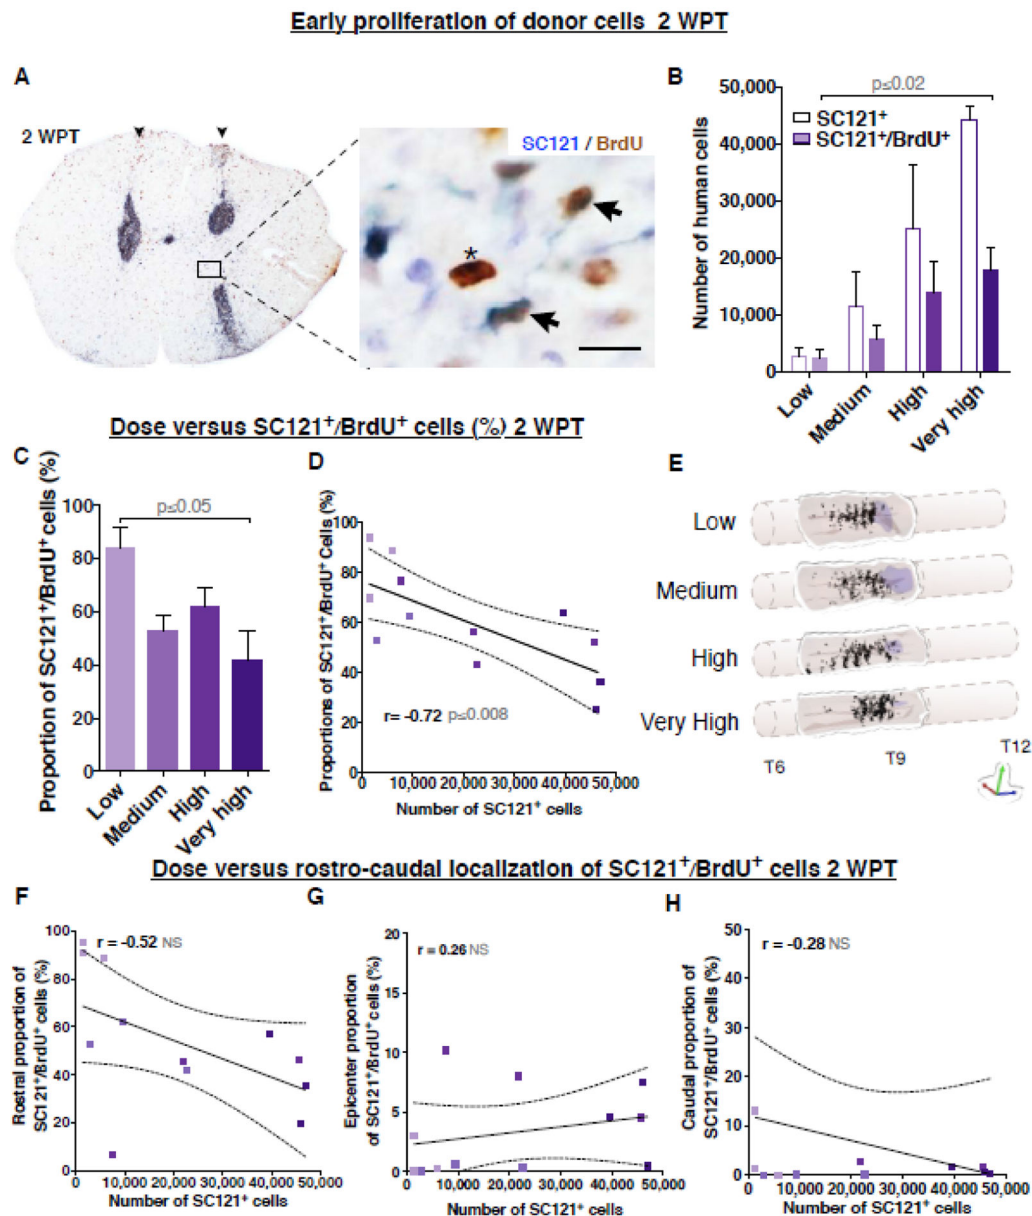 Early proliferation of donor cells 2 WPT
A
2 WPT
SC121 / BrdU
*
B
p≤0.02
SC121⁺
SC121⁺/BrdU⁺
Number of human cells
50,000
40,000
30,000
20,000
10,000
0
Low
Medium
High
Very high
Dose versus SC121⁺/BrdU⁺ cells (%) 2 WPT
C
Proportion of SC121⁺/BrdU⁺ cells (%)
p≤0.05
100
80
60
40
20
0
Low
Medium
High
Very high
D
Proportions of SC121⁺/BrdU⁺ Cells (%)
100
80
60
40
20
0
r= -0.72 p≤0.008
0 10,000 20,000 30,000 40,000 50,000
Number of SC121⁺ cells
E
Low
Medium
High
Very High
T6
T9
T12
Dose versus rostro-caudal localization of SC121⁺/BrdU⁺ cells 2 WPT
F
r = -0.52 NS
Rostral proportion of
SC121⁺/BrdU⁺ cells (%)
100
80
60
40
20
0
0 10,000 20,000 30,000 40,000 50,000
Number of SC121⁺ cells
G
r = 0.26 NS
Epicenter proportion
of SC121⁺/BrdU⁺ cells (%)
20
15
10
5
0
0 10,000 20,000 30,000 40,000 50,000
Number of SC121⁺ cells
H
r = -0.28 NS
Caudal proportion of
SC121⁺/BrdU⁺ cells (%)
50
40
30
20
10
0
0 10,000 20,000 30,000 40,000 50,000
Number of SC121⁺ cells